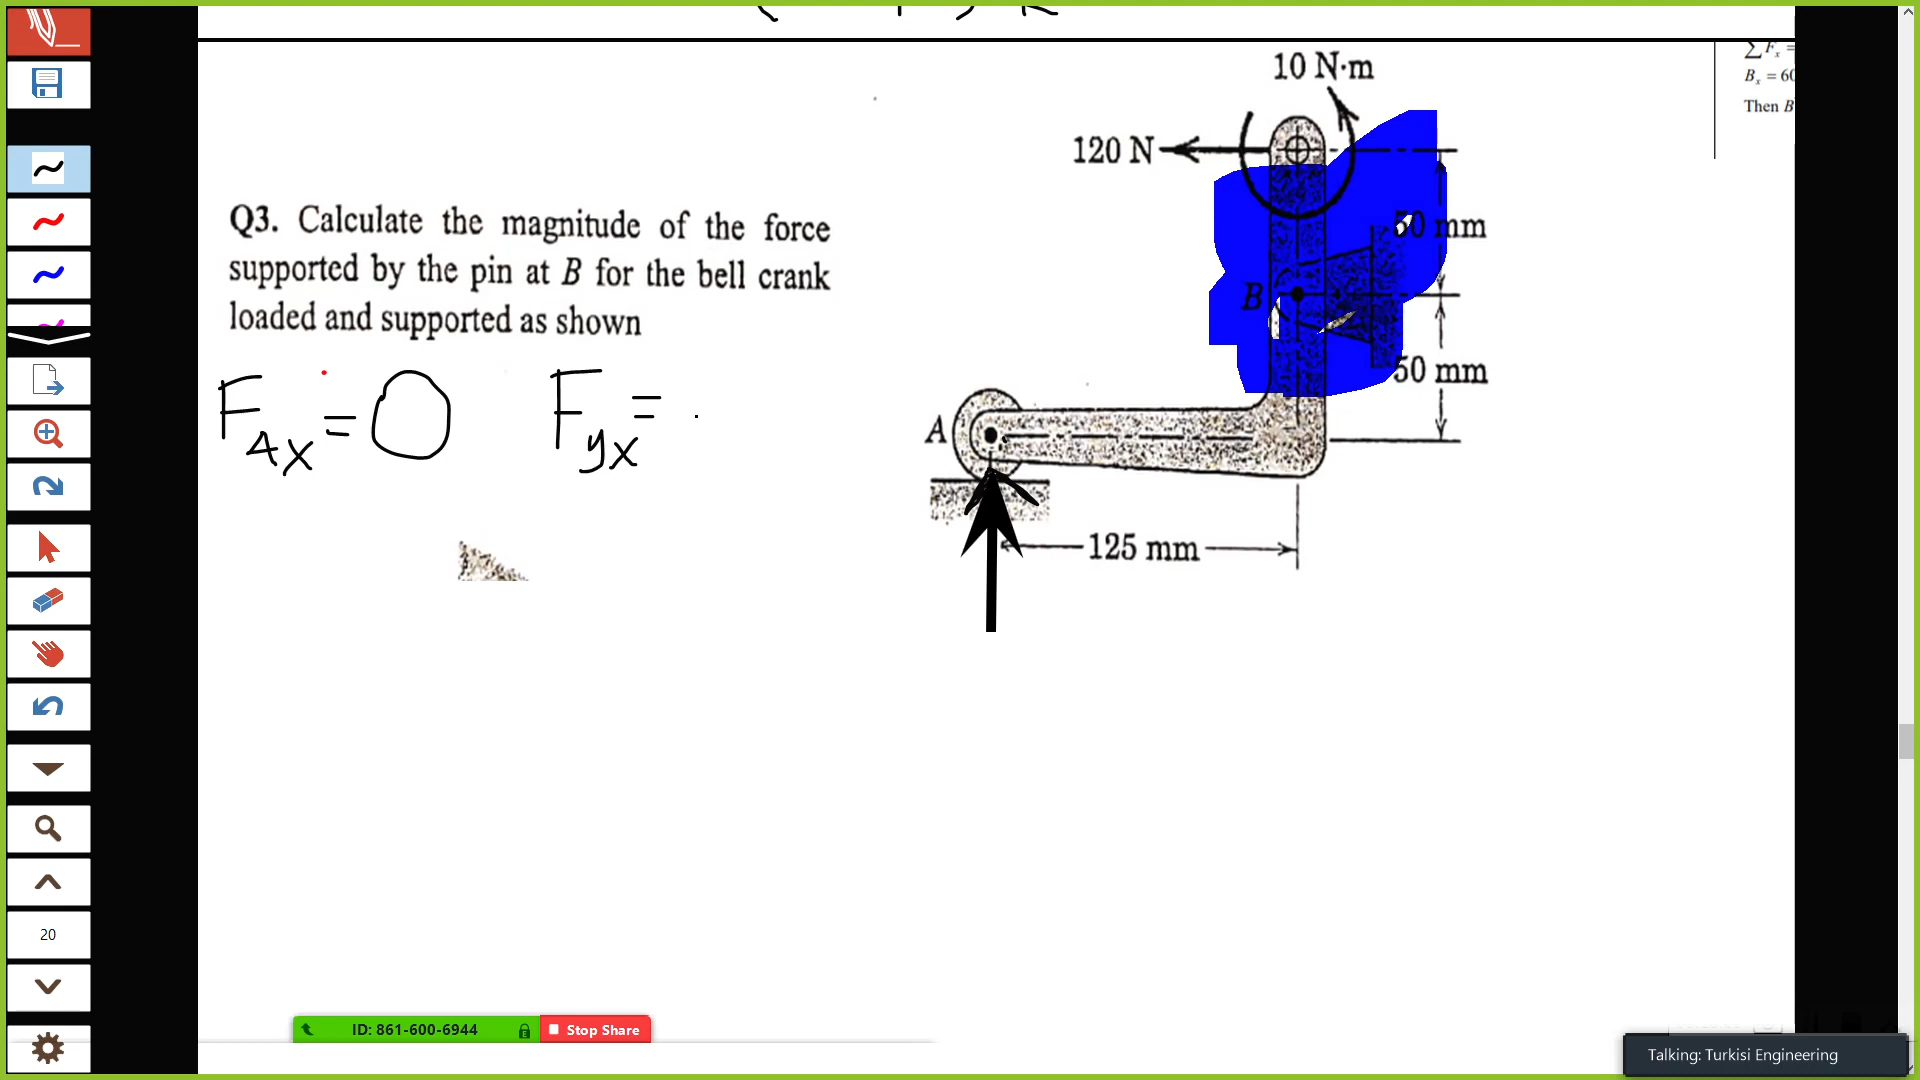 10 N·m
120 N
∑ F
B = 60
Then B
Q3. Calculate the magnitude of the force
supported by the pin at B for the bell crank
loaded and supported as shown
50 mm
B
50 mm
A
125 mm
F4x = 0 Fyx = .
20
ID: 861-600-6944
Stop Share
Talking: Turkisi Engineering